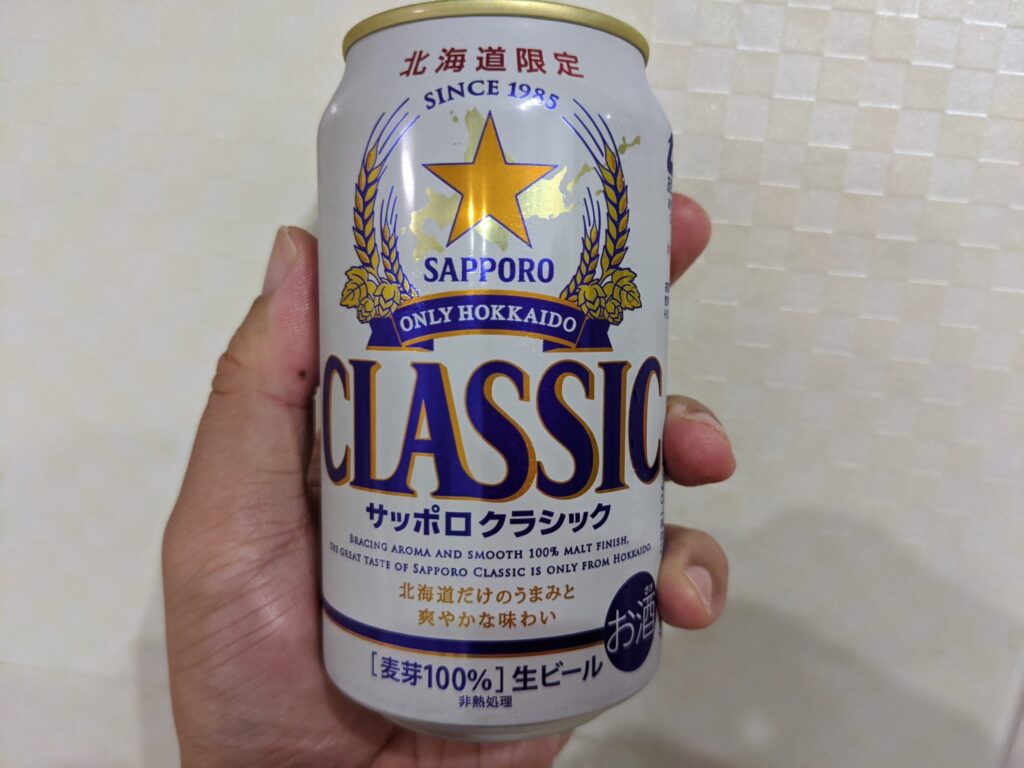 北海道限定
SINCE 1985
SAPPORO
ONLY HOKKAIDO
CLASSIC
サッポロクラシック
BRACING AROMA AND SMOOTH 100% MALT FINISH.
THE GREAT TASTE OF SAPPORO CLASSIC IS ONLY FROM HOKKAIDO.
北海道だけのうまみと
爽やかな味わい
お酒
[麦芽100%]生ビール
非熱処理